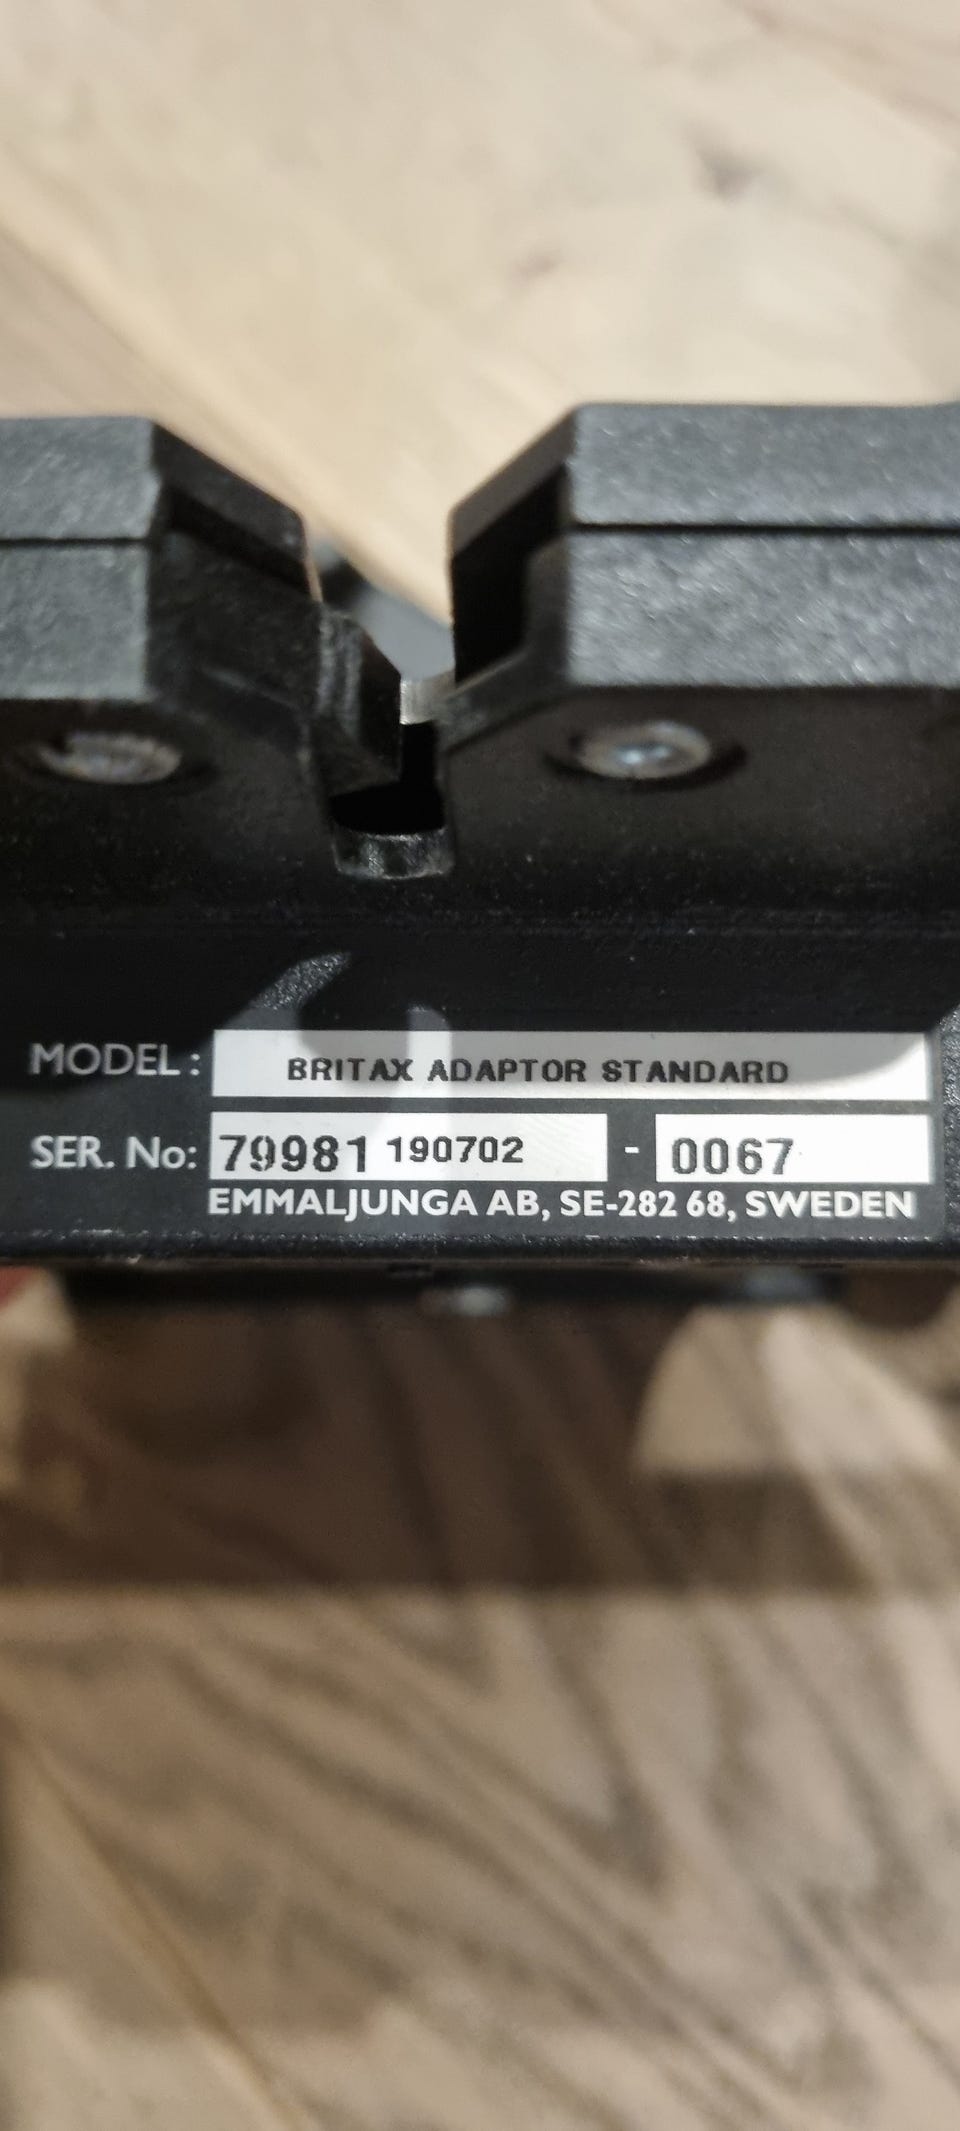 MODEL: BRITAX ADAPTOR STANDARD
SER. No: 79981 190702 - 0067
EMMALJUNGA AB, SE-282 68, SWEDEN